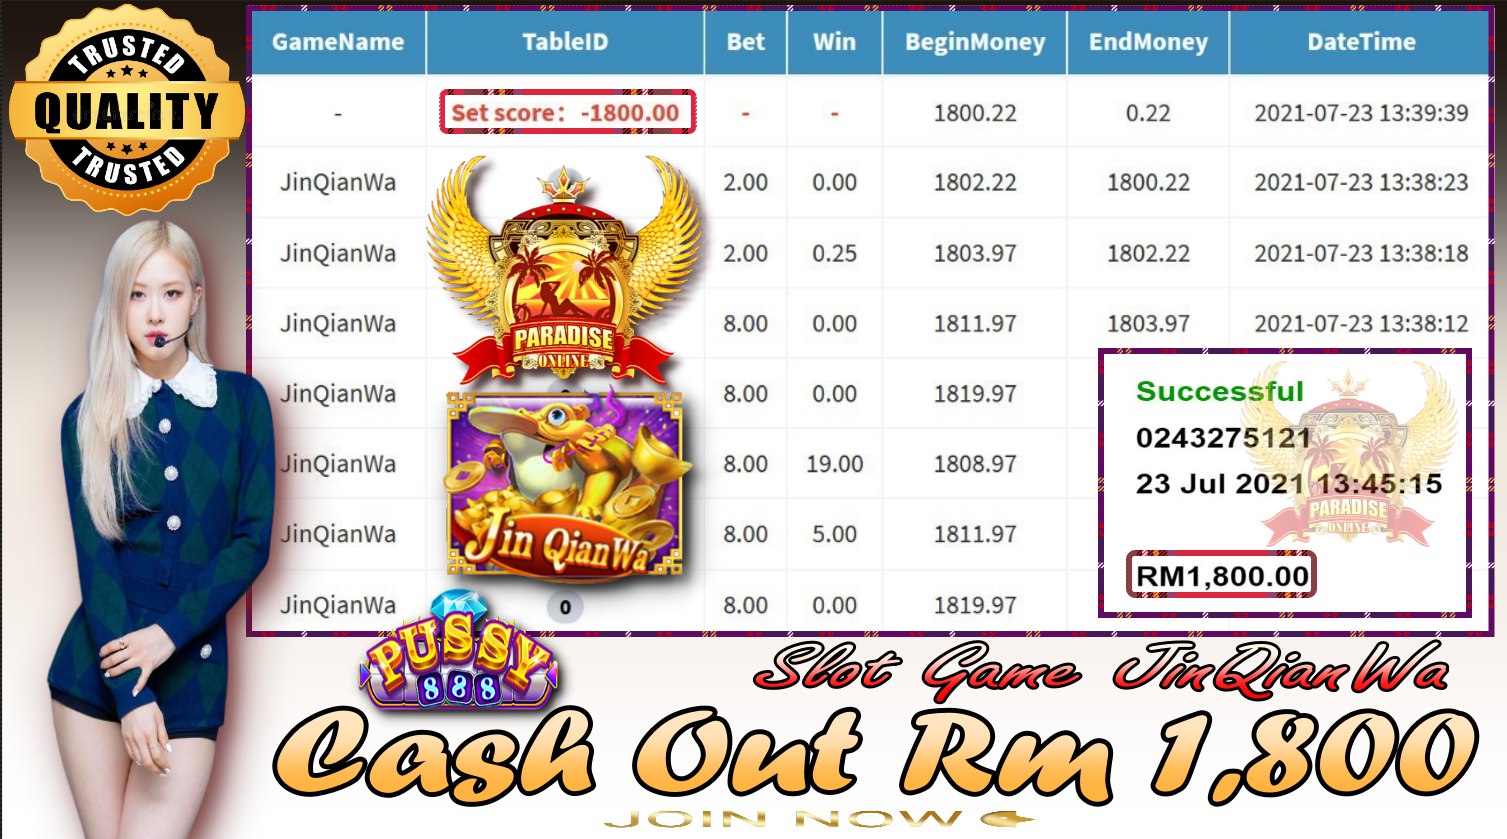 TRUSTED
QUALITY
TRUSTED
GameName TableID Bet Win BeginMoney EndMoney DateTime
- Set score: -1800.00 - - 1800.22 0.22 2021-07-23 13:39:39
JinQianWa 2.00 0.00 1802.22 1800.22 2021-07-23 13:38:23
JinQianWa 2.00 0.25 1803.97 1802.22 2021-07-23 13:38:18
JinQianWa 8.00 0.00 1811.97 1803.97 2021-07-23 13:38:12
JinQianWa 8.00 0.00 1819.97
JinQianWa 8.00 19.00 1808.97
JinQianWa 8.00 5.00 1811.97
JinQianWa 0 8.00 0.00 1819.97
PARADISE
ONLINE
Jin QianWa
Successful
0243275121
23 Jul 2021 13:45:15
PARADISE
ONLINE
RM1,800.00
PUSSY
888
Slot Game JinQianWa
Cash Out Rm 1,800
JOIN NOW